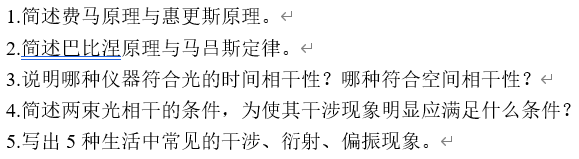 1.简述费马原理与惠更斯原理。
2.简述巴比涅原理与马吕斯定律。
3.说明哪种仪器符合光的时间相干性？哪种符合空间相干性？
4.简述两束光相干的条件，为使其干涉现象明显应满足什么条件？
5.写出 5 种生活中常见的干涉、衍射、偏振现象。